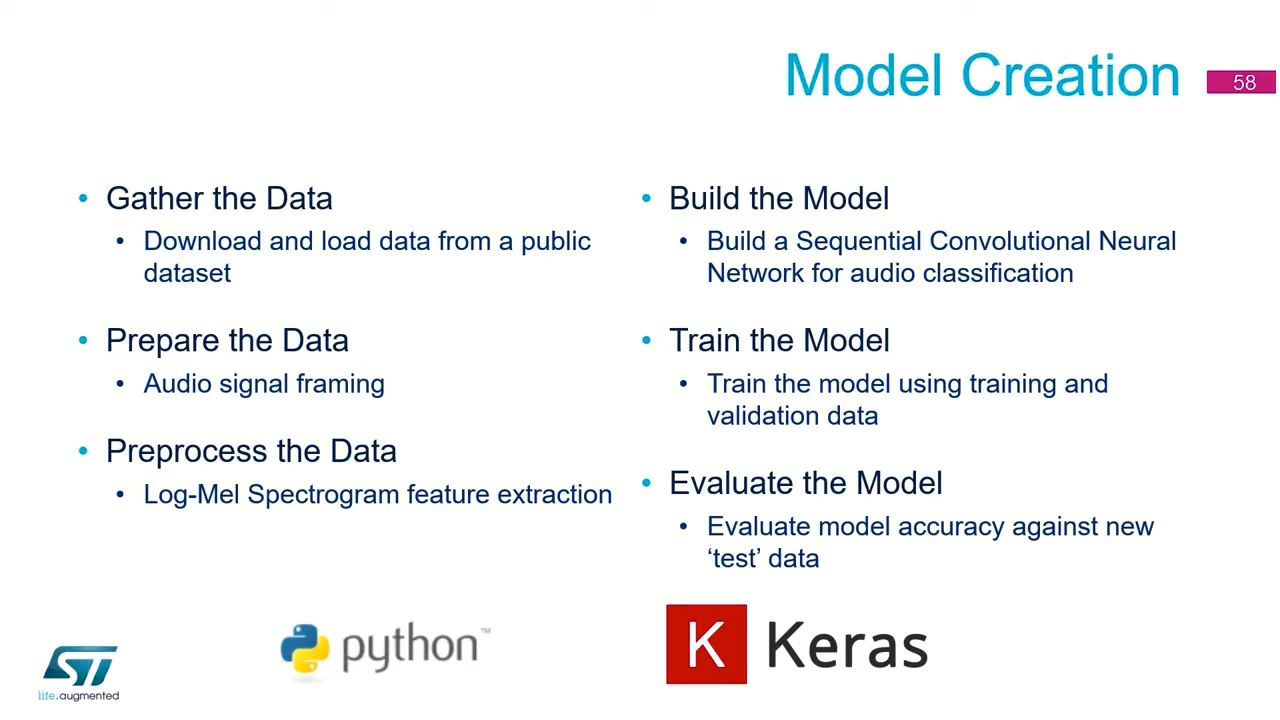 Model Creation
58
• Gather the Data
• Download and load data from a public
dataset
• Prepare the Data
• Audio signal framing
• Preprocess the Data
• Log-Mel Spectrogram feature extraction
• Build the Model
• Build a Sequential Convolutional Neural
Network for audio classification
• Train the Model
• Train the model using training and
validation data
• Evaluate the Model
• Evaluate model accuracy against new
‘test’ data
ST
life.augmented
python™
K Keras